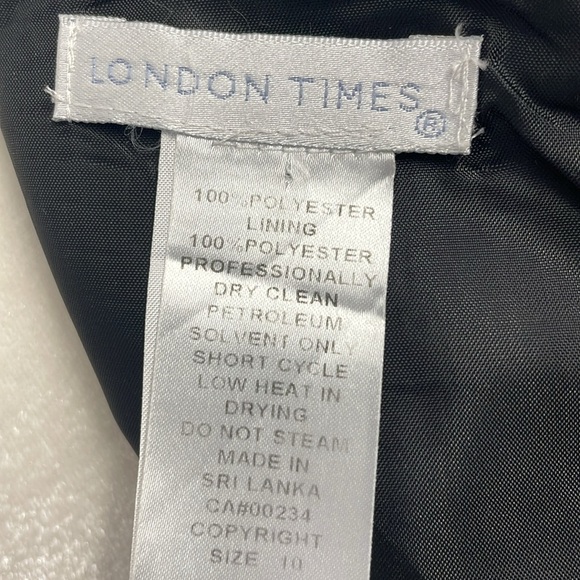 LONDON TIMES®
100%POLYESTER
LINING
100%POLYESTER
PROFESSIONALLY
DRY CLEAN
PETROLEUM
SOLVENT ONLY
SHORT CYCLE
LOW HEAT IN
DRYING
DO NOT STEAM
MADE IN
SRI LANKA
CA#00234
COPYRIGHT
SIZE 10